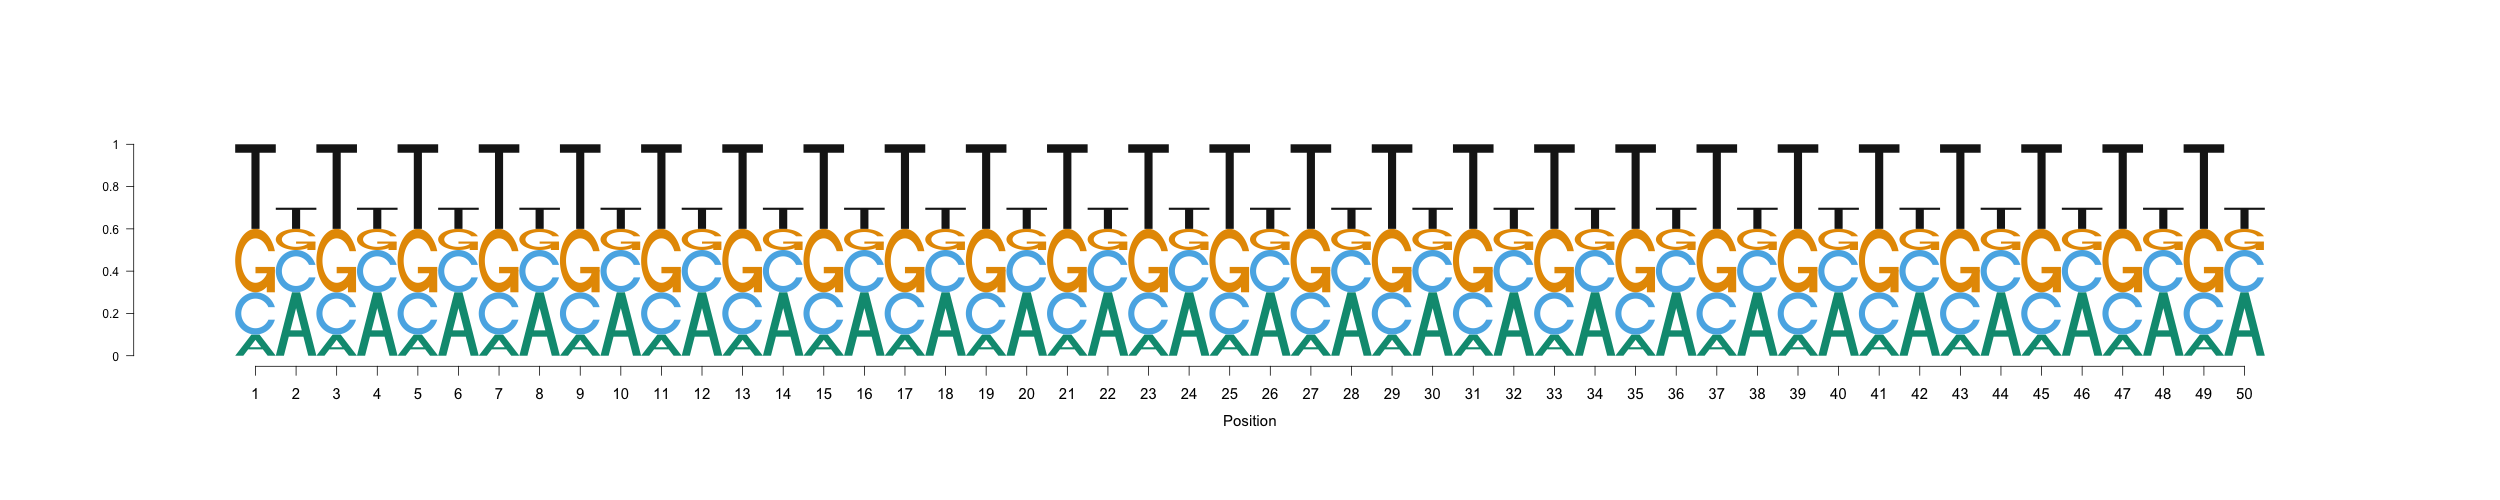 1
0.8
0.6
0.4
0.2
0
T T T T T T T T T T T T T T T T T T T T T T T T T T T T T T T T T T T T T T T T T T T T T T T T T T
G G G G G G G G G G G G G G G G G G G G G G G G G G G G G G G G G G G G G G G G G G G G G G G G G G
C C C C C C C C C C C C C C C C C C C C C C C C C C C C C C C C C C C C C C C C C C C C C C C C C C
A A A A A A A A A A A A A A A A A A A A A A A A A A A A A A A A A A A A A A A A A A A A A A A A A A
1 2 3 4 5 6 7 8 9 10 11 12 13 14 15 16 17 18 19 20 21 22 23 24 25 26 27 28 29 30 31 32 33 34 35 36 37 38 39 40 41 42 43 44 45 46 47 48 49 50
Position